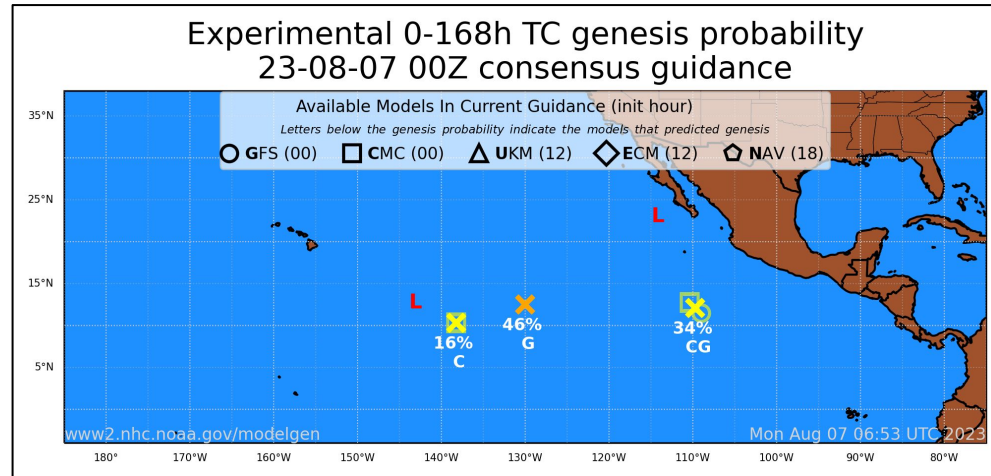 Experimental 0-168h TC genesis probability
23-08-07 00Z consensus guidance
Available Models In Current Guidance (init hour)
Letters below the genesis probability indicate the models that predicted genesis
GFS (00) CMC (00) UKM (12) ECM (12) NAV (18)
35°N
25°N
L
15°N
L
46%
34%
16%
G
CG
C
5°N
www2.nhc.noaa.gov/modelgen
Mon Aug 07 06:53 UTC 2023
180° 170°W 160°W 150°W 140°W 130°W 120°W 110°W 100°W 90°W 80°W